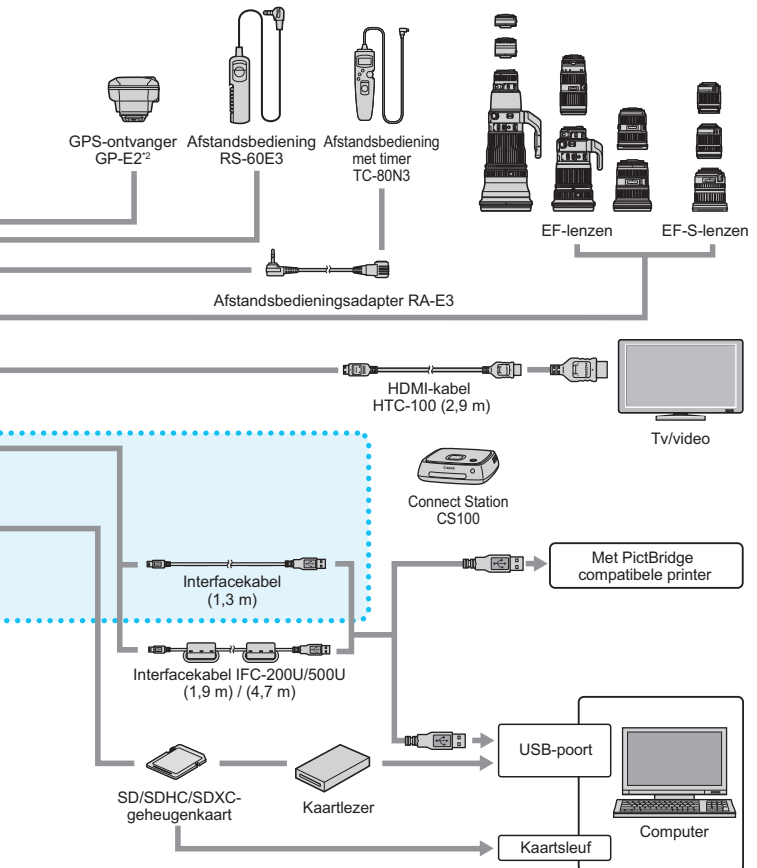 GPS-ontvanger
GP-E2*2
Afstandsbediening
RS-60E3
Afstandsbediening
met timer
TC-80N3
EF-lenzen
EF-S-lenzen
Afstandsbedieningsadapter RA-E3
HDMI-kabel
HTC-100 (2,9 m)
Tv/video
Canon
Connect Station
CS100
Met PictBridge
compatibele printer
Interfacekabel
(1,3 m)
Interfacekabel IFC-200U/500U
(1,9 m) / (4,7 m)
USB-poort
SD/SDHC/SDXC-
geheugenkaart
Kaartlezer
Computer
Kaartsleuf